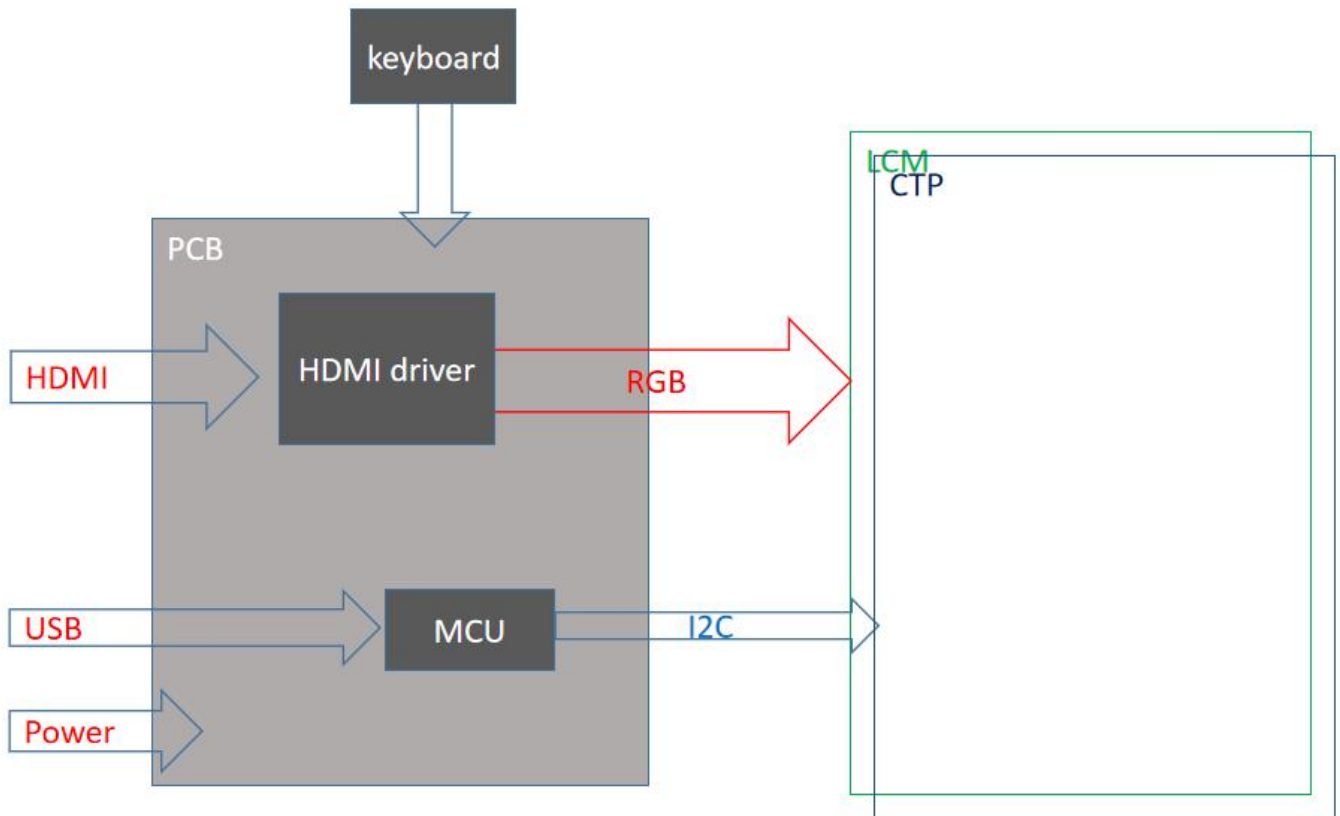 keyboard
LCM
CTP
PCB
HDMI
HDMI driver
RGB
USB
MCU
I2C
Power